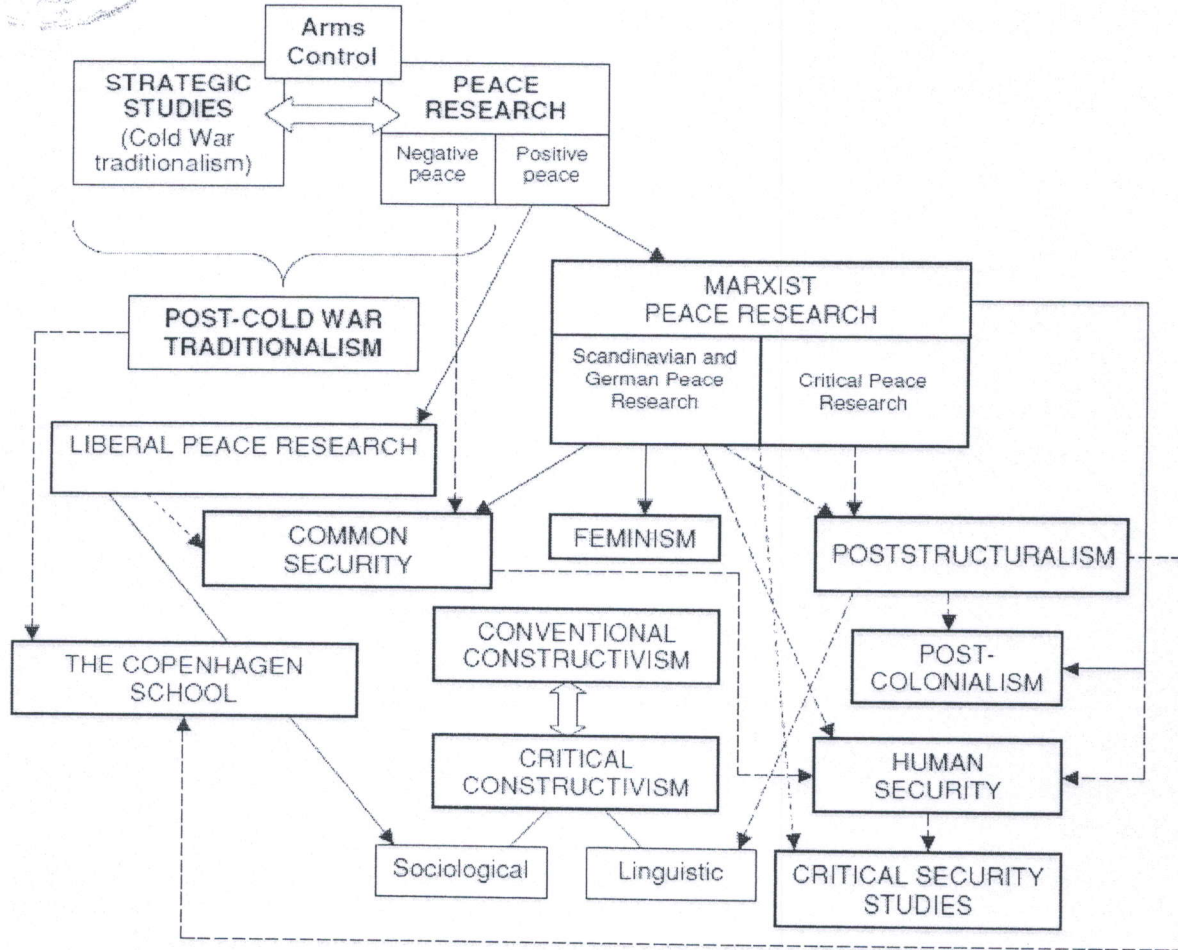 Arms
Control
STRATEGIC
STUDIES
(Cold War
traditionalism)
PEACE
RESEARCH
Negative
peace
Positive
peace
MARXIST
PEACE RESEARCH
Scandinavian and
German Peace
Research
Critical Peace
Research
POST-COLD WAR
TRADITIONALISM
LIBERAL PEACE RESEARCH
COMMON
SECURITY
FEMINISM
POSTSTRUCTURALISM
THE COPENHAGEN
SCHOOL
CONVENTIONAL
CONSTRUCTIVISM
POST-
COLONIALISM
CRITICAL
CONSTRUCTIVISM
HUMAN
SECURITY
Sociological
Linguistic
CRITICAL SECURITY
STUDIES